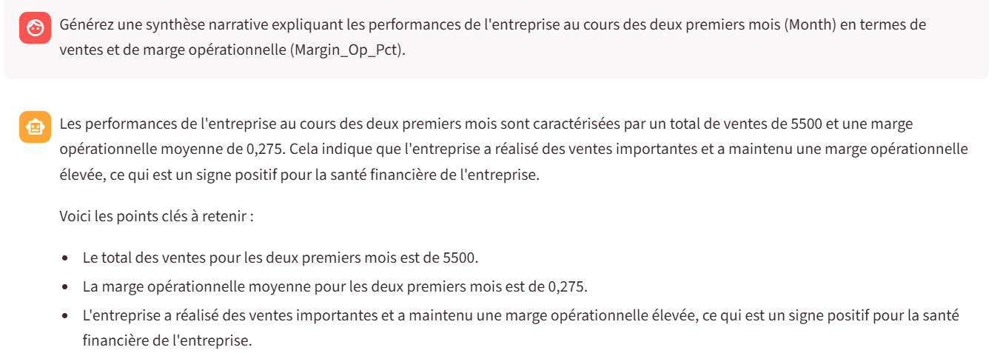 Générez une synthèse narrative expliquant les performances de l'entreprise au cours des deux premiers mois (Month) en termes de
ventes et de marge opérationnelle (Margin_Op_Pct).
Les performances de l'entreprise au cours des deux premiers mois sont caractérisées par un total de ventes de 5500 et une marge
opérationnelle moyenne de 0,275. Cela indique que l'entreprise a réalisé des ventes importantes et a maintenu une marge opérationnelle
élevée, ce qui est un signe positif pour la santé financière de l'entreprise.
Voici les points clés à retenir :
• Le total des ventes pour les deux premiers mois est de 5500.
• La marge opérationnelle moyenne pour les deux premiers mois est de 0,275.
• L'entreprise a réalisé des ventes importantes et a maintenu une marge opérationnelle élevée, ce qui est un signe positif pour la santé
financière de l'entreprise.